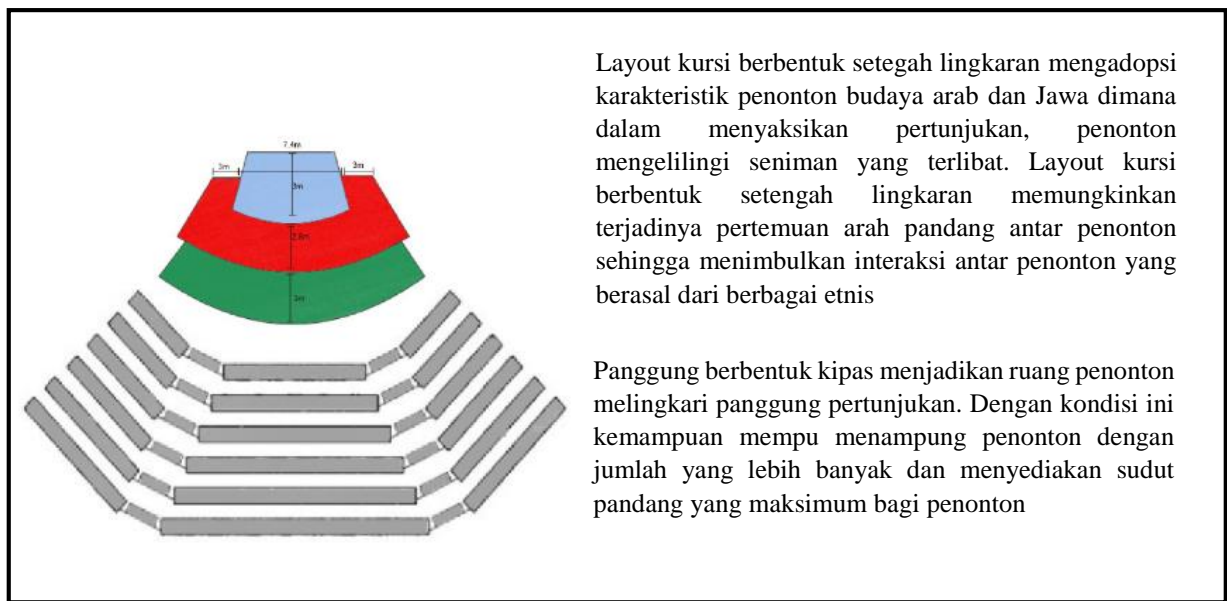 7,4m
3m
3m
3m
2,8m
3m
Layout kursi berbentuk setegah lingkaran mengadopsi
karakteristik penonton budaya arab dan Jawa dimana
dalam menyaksikan pertunjukan, penonton
mengelilingi seniman yang terlibat. Layout kursi
berbentuk setengah lingkaran memungkinkan
terjadinya pertemuan arah pandang antar penonton
sehingga menimbulkan interaksi antar penonton yang
berasal dari berbagai etnis
Panggung berbentuk kipas menjadikan ruang penonton
melingkari panggung pertunjukan. Dengan kondisi ini
kemampuan mempu menampung penonton dengan
jumlah yang lebih banyak dan menyediakan sudut
pandang yang maksimum bagi penonton